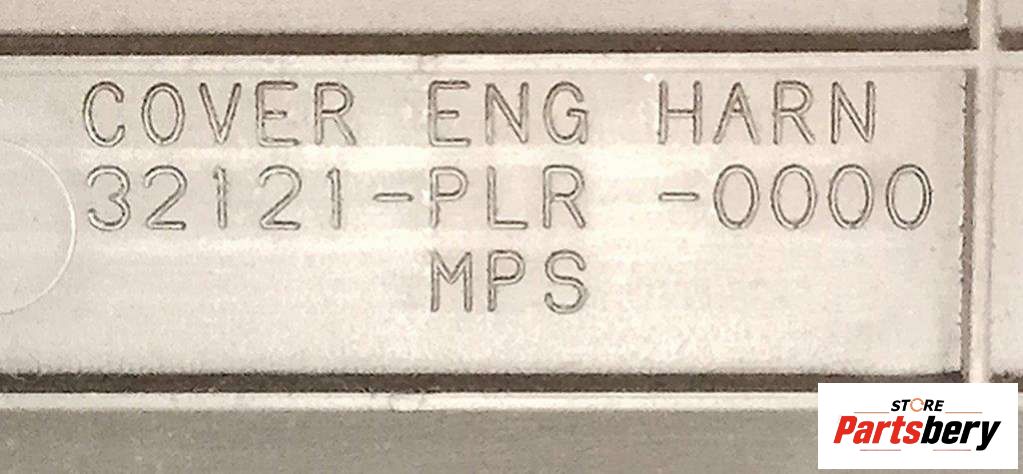 COVER ENG HARN
32121-PLR -0000
MPS
STORE
Partsbery